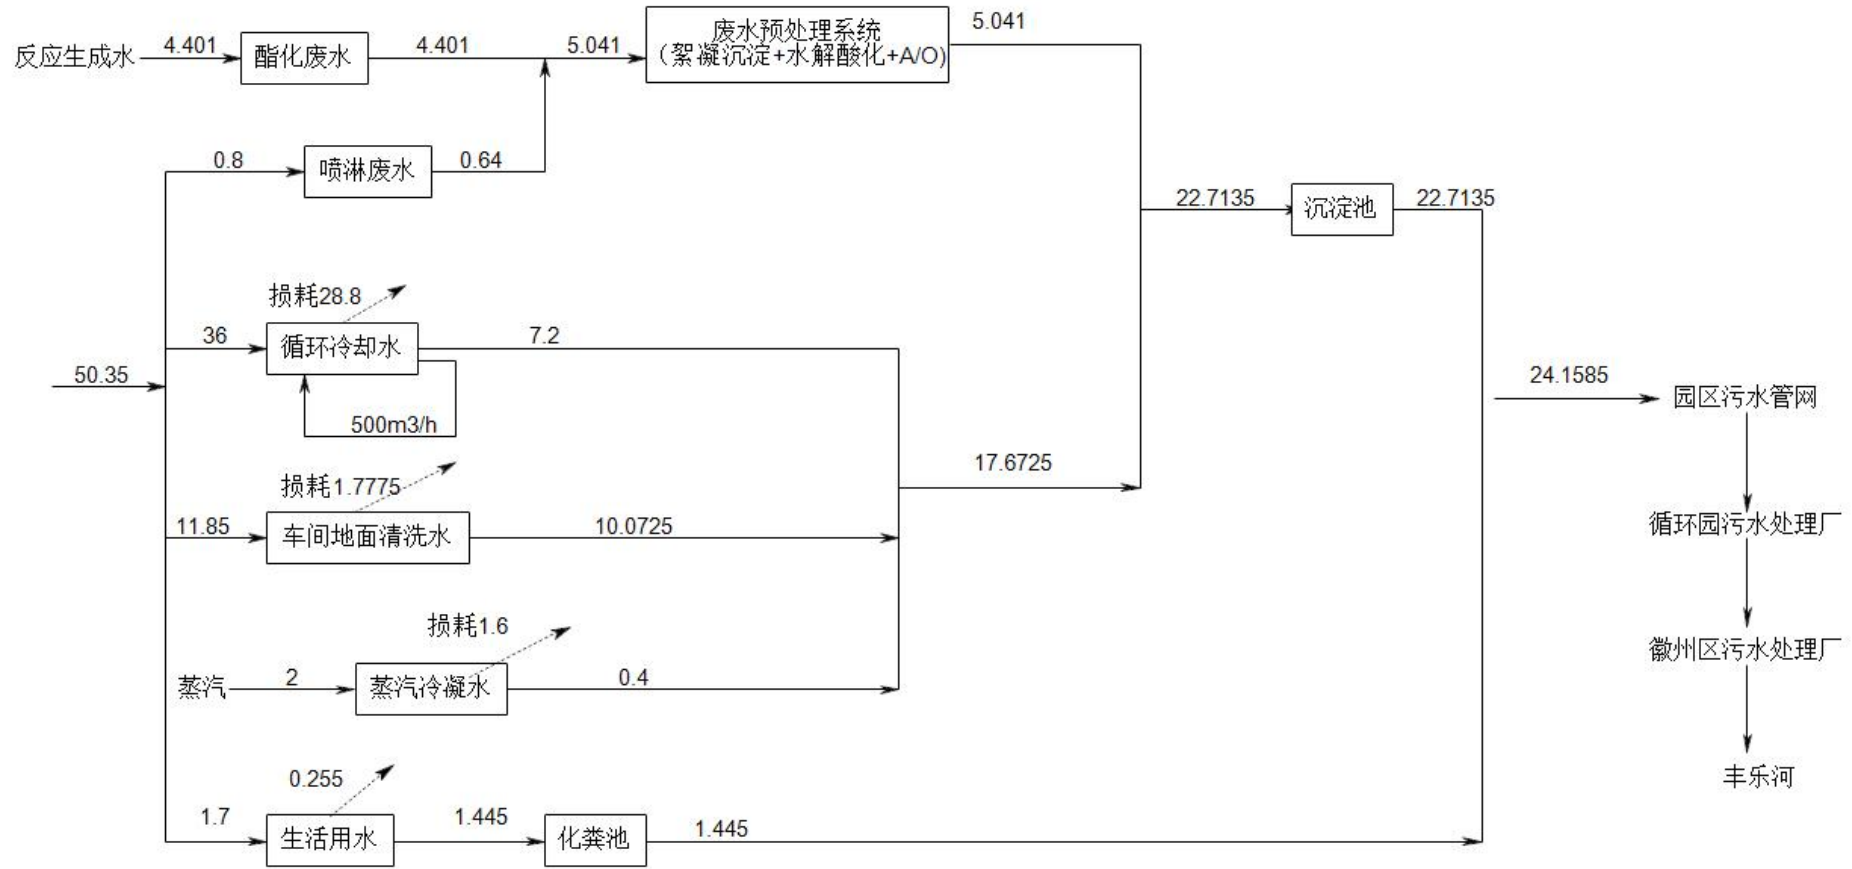 反应生成水
4.401
酯化废水
4.401
5.041
废水预处理系统
（絮凝沉淀+水解酸化+A/O)
5.041
0.8
喷淋废水
0.64
22.7135
沉淀池
22.7135
损耗28.8
36
循环冷却水
7.2
500m3/h
50.35
24.1585
园区污水管网
17.6725
损耗1.7775
11.85
车间地面清洗水
10.0725
循环园污水处理厂
损耗1.6
蒸汽
2
蒸汽冷凝水
0.4
徽州区污水处理厂
0.255
1.7
生活用水
1.445
化粪池
1.445
丰乐河